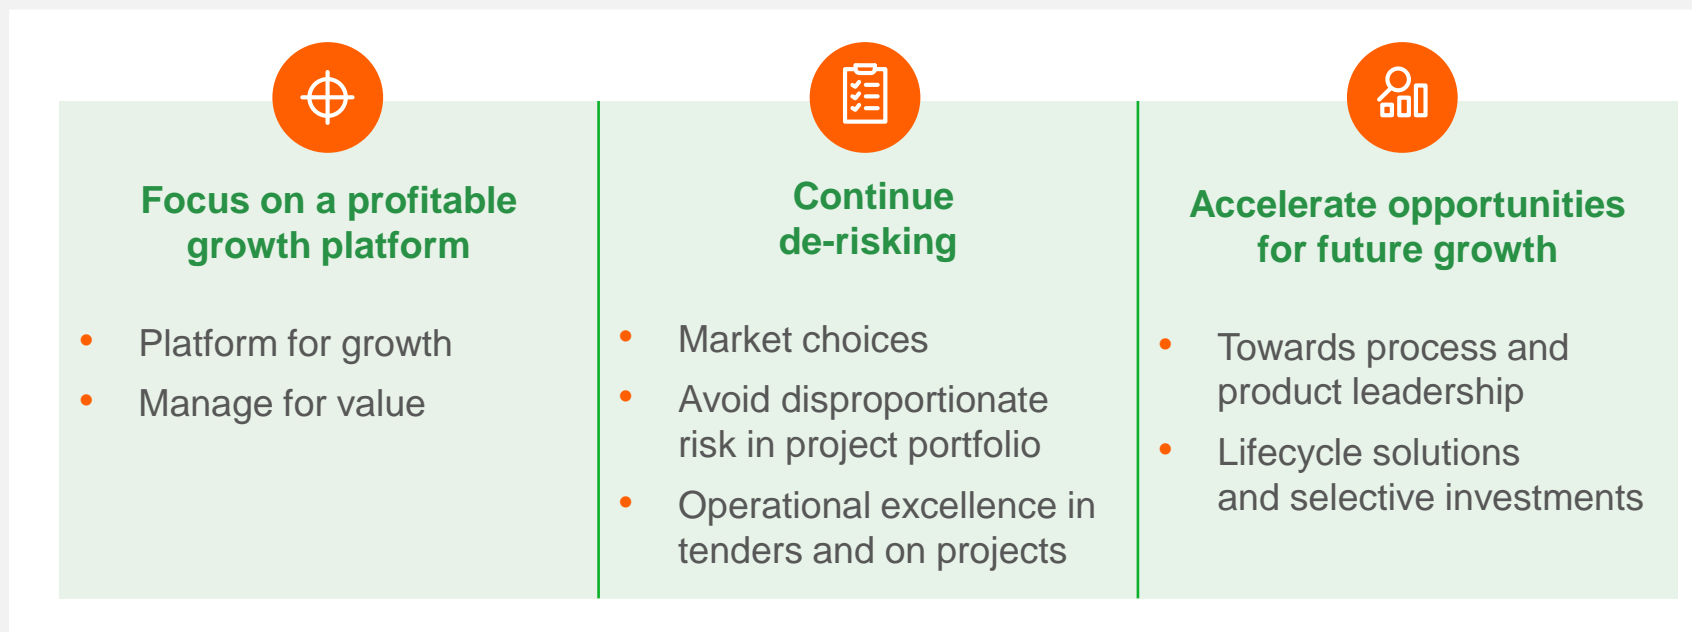 Focus on a profitable
growth platform
• Platform for growth
• Manage for value
Continue
de-risking
• Market choices
• Avoid disproportionate
risk in project portfolio
• Operational excellence in
tenders and on projects
Accelerate opportunities
for future growth
• Towards process and
product leadership
• Lifecycle solutions
and selective investments